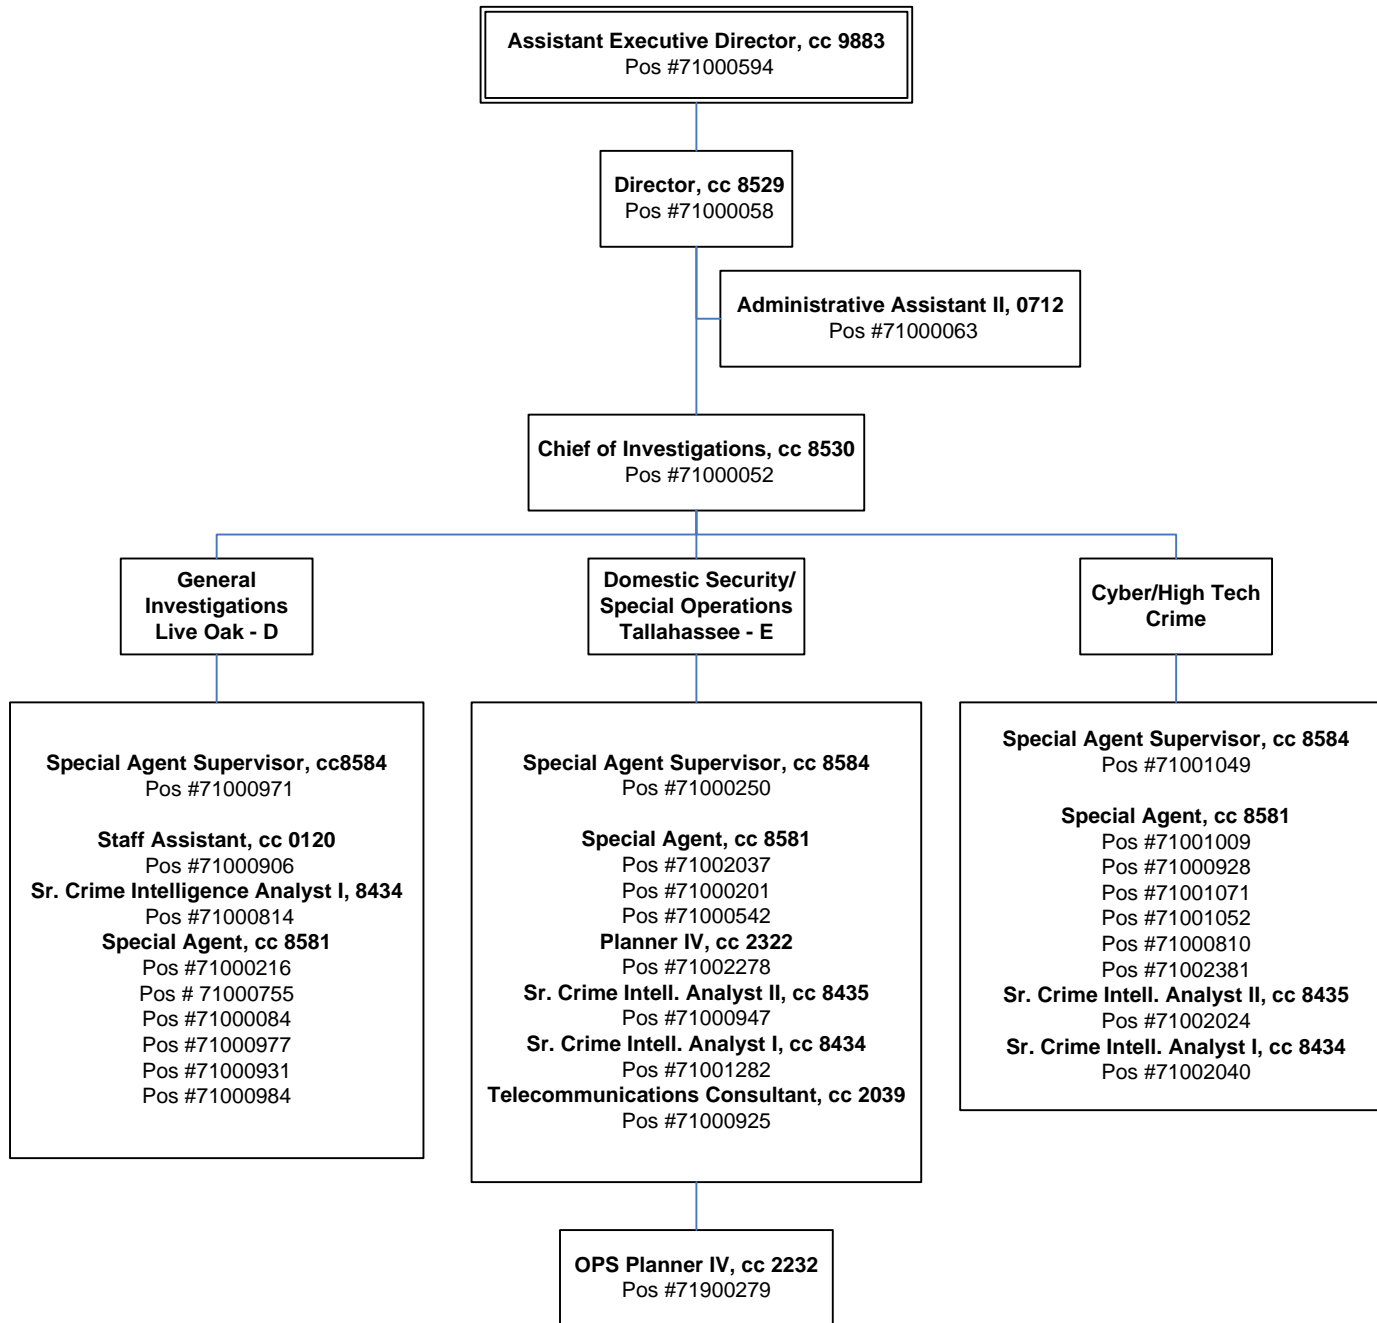 Assistant Executive Director, cc 9883
Pos #71000594
Director, cc 8529
Pos #71000058
Administrative Assistant II, 0712
Pos #71000063
Chief of Investigations, cc 8530
Pos #71000052
General
Investigations
Live Oak - D
Domestic Security/
Special Operations
Tallahassee - E
Cyber/High Tech
Crime
Special Agent Supervisor, cc8584
Pos #71000971
Staff Assistant, cc 0120
Pos #71000906
Sr. Crime Intelligence Analyst I, 8434
Pos #71000814
Special Agent, cc 8581
Pos #71000216
Pos # 71000755
Pos #71000084
Pos #71000977
Pos #71000931
Pos #71000984
Special Agent Supervisor, cc 8584
Pos #71000250
Special Agent, cc 8581
Pos #71002037
Pos #71000201
Pos #71000542
Planner IV, cc 2322
Pos #71002278
Sr. Crime Intell. Analyst II, cc 8435
Pos #71000947
Sr. Crime Intell. Analyst I, cc 8434
Pos #71001282
Telecommunications Consultant, cc 2039
Pos #71000925
Special Agent Supervisor, cc 8584
Pos #71001049
Special Agent, cc 8581
Pos #71001009
Pos #71000928
Pos #71001071
Pos #71001052
Pos #71000810
Pos #71002381
Sr. Crime Intell. Analyst II, cc 8435
Pos #71002024
Sr. Crime Intell. Analyst I, cc 8434
Pos #71002040
OPS Planner IV, cc 2232
Pos #71900279